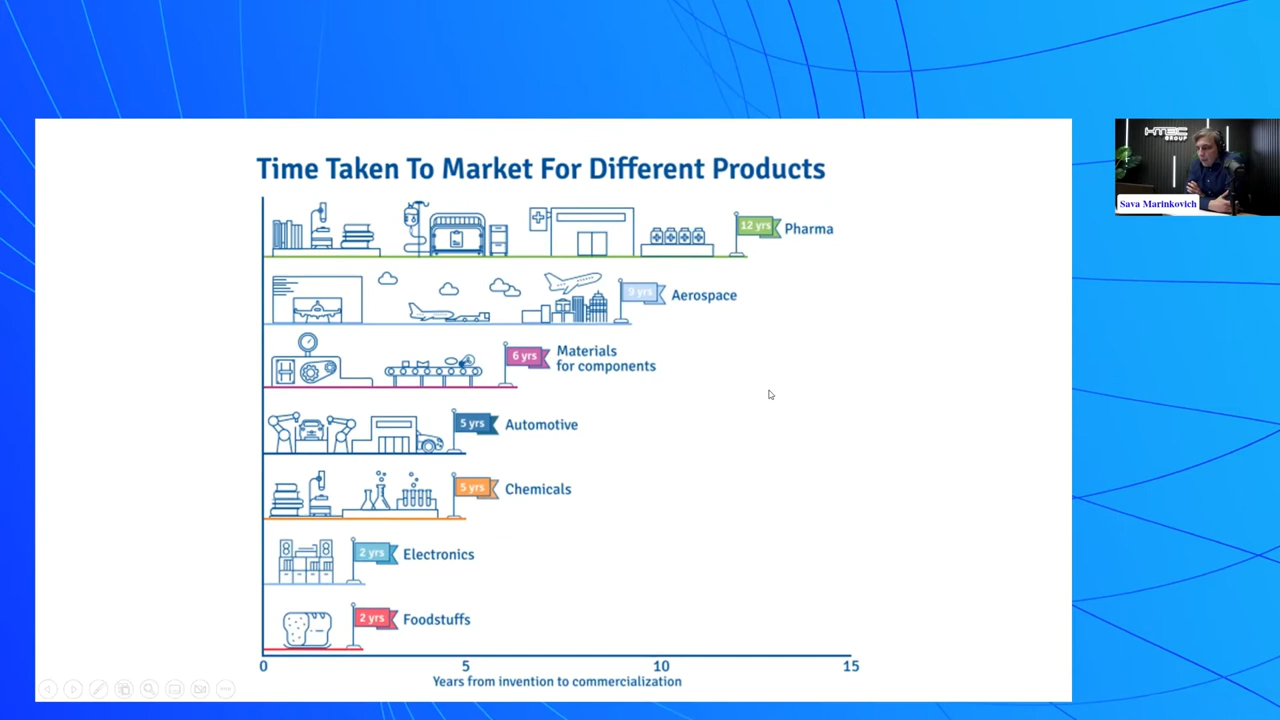 Time Taken To Market For Different Products
12 yrs
Pharma
9 yrs
Aerospace
6 yrs
Materials
for components
5 yrs
Automotive
5 yrs
Chemicals
2 yrs
Electronics
2 yrs
Foodstuffs
0 5 10 15
Years from invention to commercialization
HTEC
GROUP
Sava Marinkovich